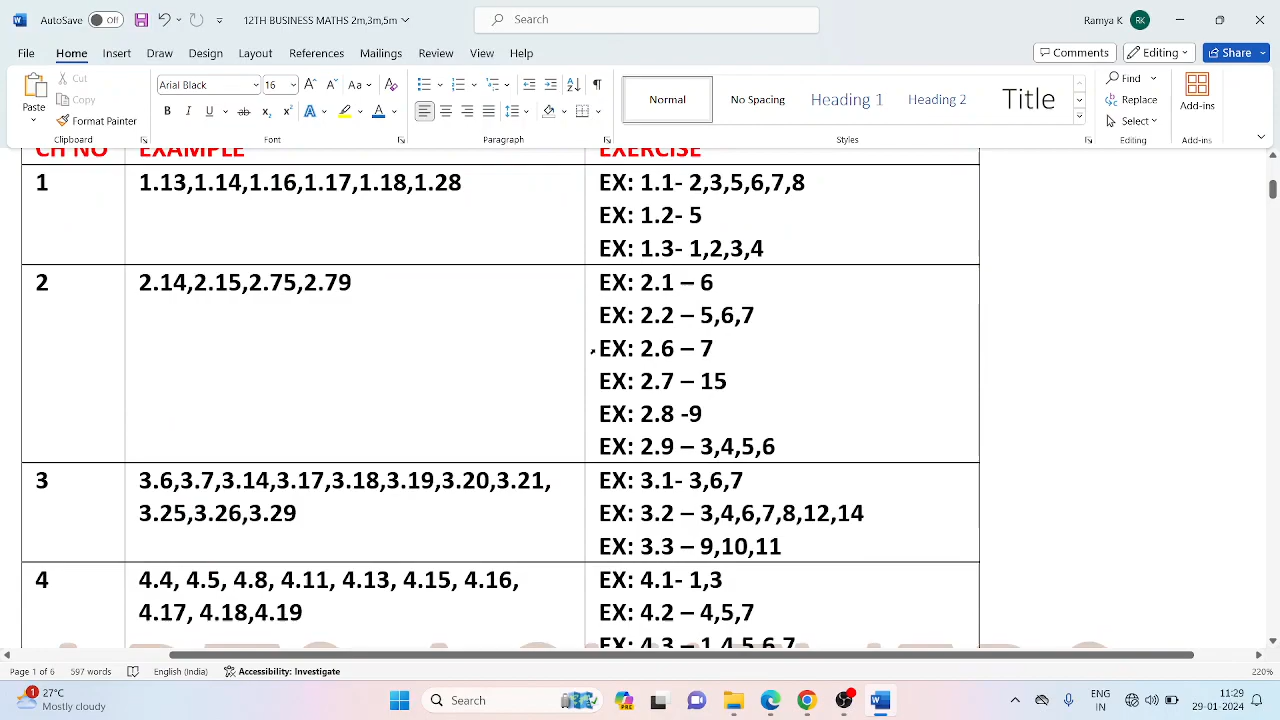 AutoSave Off 12TH BUSINESS MATHS 2m,3m,5m Search Ramya K RK
File Home Insert Draw Design Layout References Mailings Review View Help Comments Editing Share
Paste Cut Copy Format Painter Clipboard
Arial Black 16 Font
Paragraph
Normal No Spacing Heading 1 Heading 2 Title Styles
Find Replace Select Editing
Add-ins Add-ins
CH NO EXAMPLE EXERCISE
1 1.13,1.14,1.16,1.17,1.18,1.28 EX: 1.1- 2,3,5,6,7,8
EX: 1.2- 5
EX: 1.3- 1,2,3,4
2 2.14,2.15,2.75,2.79 EX: 2.1 – 6
EX: 2.2 – 5,6,7
EX: 2.6 – 7
EX: 2.7 – 15
EX: 2.8 -9
EX: 2.9 – 3,4,5,6
3 3.6,3.7,3.14,3.17,3.18,3.19,3.20,3.21, EX: 3.1- 3,6,7
3.25,3.26,3.29 EX: 3.2 – 3,4,6,7,8,12,14
EX: 3.3 – 9,10,11
4 4.4, 4.5, 4.8, 4.11, 4.13, 4.15, 4.16, EX: 4.1- 1,3
4.17, 4.18,4.19 EX: 4.2 – 4,5,7
EX: 4.3 – 1,4,5,6,7
Page 1 of 6 597 words English (India) Accessibility: Investigate 220%
27°C Mostly cloudy Search ENG IN 11:29 29-01-2024